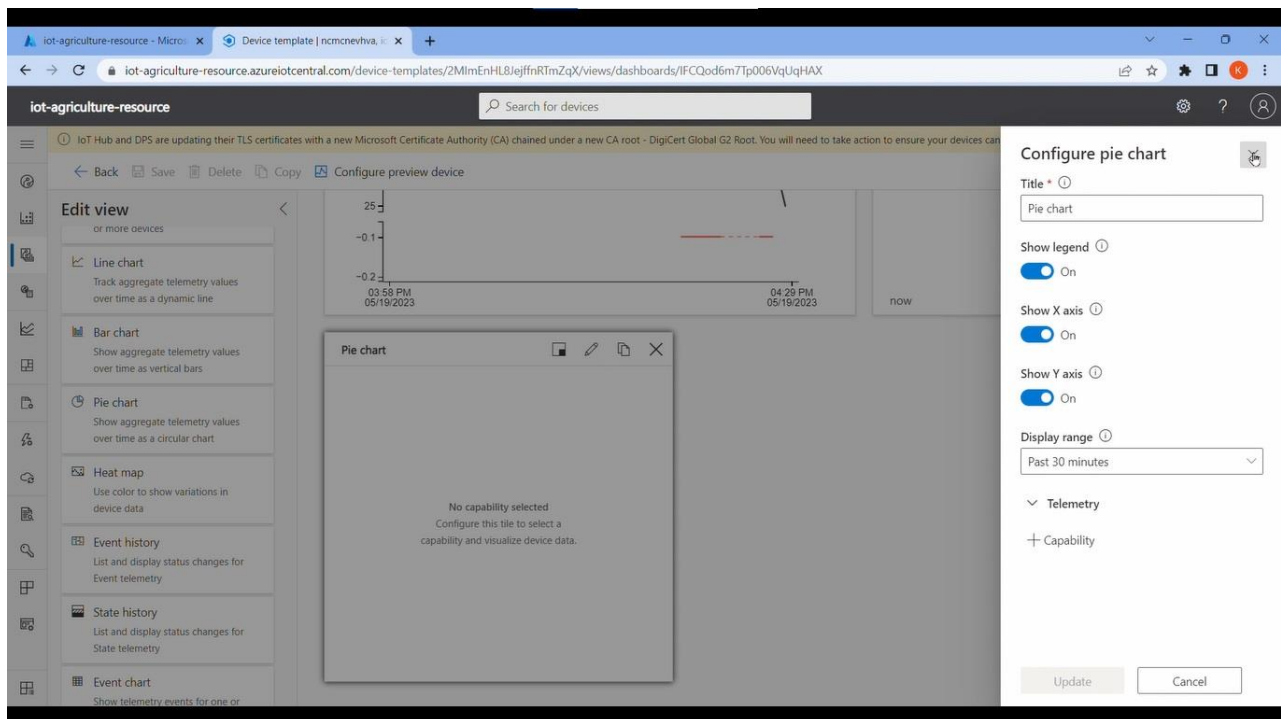 iot-agriculture-resource - Micros
Device template | ncmcnevhva, i
iot-agriculture-resource.azureiotcentral.com/device-templates/2MImEnHL8JejffnRTmZqX/views/dashboards/IFCQod6m7Tp006VqUqHAX
K
iot-agriculture-resource
Search for devices
IoT Hub and DPS are updating their TLS certificates with a new Microsoft Certificate Authority (CA) chained under a new CA root - DigiCert Global G2 Root. You will need to take action to ensure your devices can
Back Save Delete Copy Configure preview device
Edit view
or more devices
Line chart
Track aggregate telemetry values
over time as a dynamic line
Bar chart
Show aggregate telemetry values
over time as vertical bars
Pie chart
Show aggregate telemetry values
over time as a circular chart
Heat map
Use color to show variations in
device data
Event history
List and display status changes for
Event telemetry
State history
List and display status changes for
State telemetry
Event chart
Show telemetry events for one or
25
-0.1
-0.2
03:58 PM
05/19/2023
04:29 PM
05/19/2023
now
Pie chart
No capability selected
Configure this tile to select a
capability and visualize device data.
Configure pie chart
Title *
Pie chart
Show legend
On
Show X axis
On
Show Y axis
On
Display range
Past 30 minutes
Telemetry
+ Capability
Update Cancel